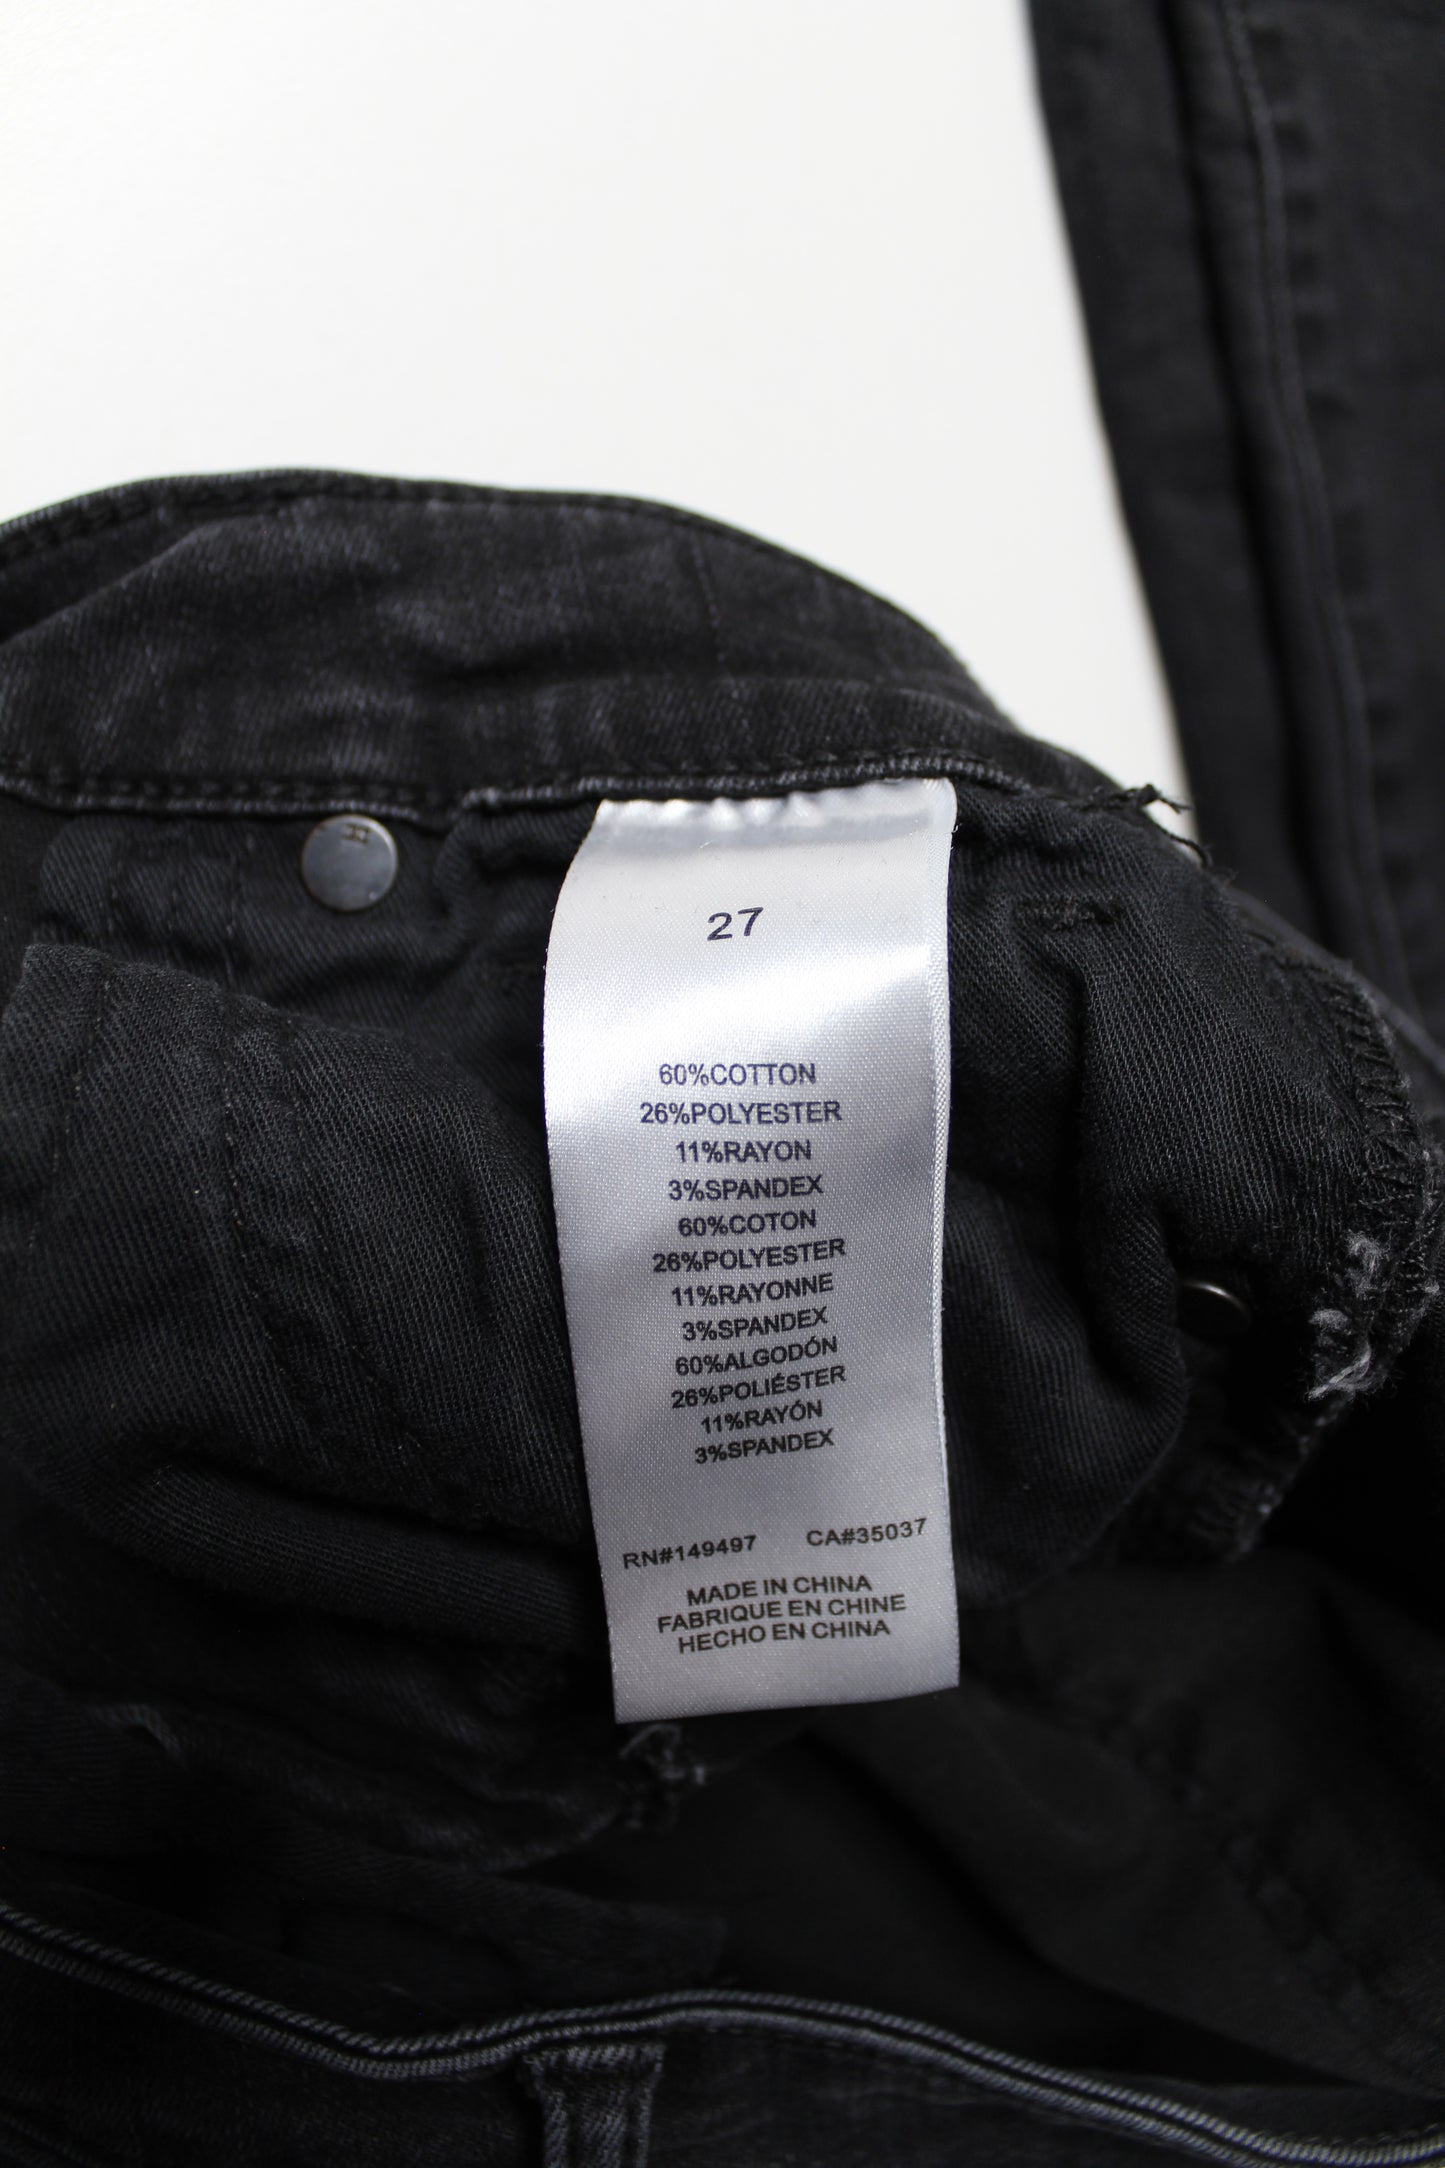 27
60%COTTON
26%POLYESTER
11%RAYON
3%SPANDEX
60%COTON
26%POLYESTER
11%RAYONNE
3%SPANDEX
60%ALGODÓN
26%POLIÉSTER
11%RAYÓN
3%SPANDEX
RN#149497 CA#35037
MADE IN CHINA
FABRIQUE EN CHINE
HECHO EN CHINA